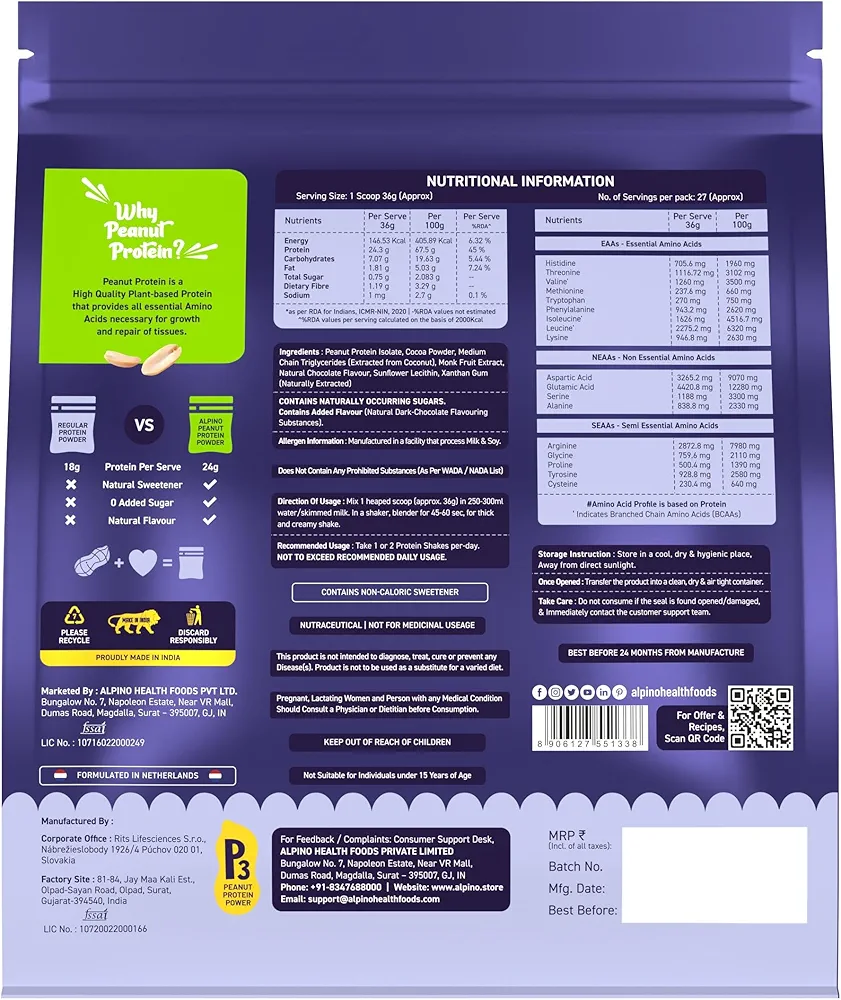 Why
Peanut
Protein?
Peanut Protein is a
High Quality Plant-based Protein
that provides all essential Amino
Acids necessary for growth
and repair of tissues.
REGULAR
PROTEIN
POWDER
VS
ALPINO
PEANUT
PROTEIN
POWDER
18g Protein Per Serve 24g
Natural Sweetener
0 Added Sugar
Natural Flavour
+ =
PLEASE
RECYCLE
MAKE IN INDIA
DISCARD
RESPONSIBLY
PROUDLY MADE IN INDIA
Marketed By : ALPINO HEALTH FOODS PVT LTD.
Bungalow No. 7, Napoleon Estate, Near VR Mall,
Dumas Road, Magdalla, Surat – 395007, GJ, IN
fssai
LIC No. : 10716022000249
FORMULATED IN NETHERLANDS
NUTRITIONAL INFORMATION
Serving Size: 1 Scoop 36g (Approx) No. of Servings per pack: 27 (Approx)
Nutrients Per Serve 36g Per 100g Per Serve %RDA*
Energy 146.53 Kcal 405.89 Kcal 6.32 %
Protein 24.3 g 67.5 g 45 %
Carbohydrates 7.07 g 19.63 g 5.44 %
Fat 1.81 g 5.03 g 7.24 %
Total Sugar 0.75 g 2.083 g --
Dietary Fibre 1.19 g 3.29 g --
Sodium 1 mg 2.7 g 0.1 %
*as per RDA for Indians, ICMR-NIN, 2020 | -%RDA values not estimated
^%RDA values per serving calculated on the basis of 2000Kcal
Ingredients : Peanut Protein Isolate, Cocoa Powder, Medium
Chain Triglycerides (Extracted from Coconut), Monk Fruit Extract,
Natural Chocolate Flavour, Sunflower Lecithin, Xanthan Gum
(Naturally Extracted)
CONTAINS NATURALLY OCCURRING SUGARS.
Contains Added Flavour (Natural Dark-Chocolate Flavouring
Substances).
Allergen Information : Manufactured in a facility that process Milk & Soy.
Does Not Contain Any Prohibited Substances (As Per WADA / NADA List)
Direction Of Usage : Mix 1 heaped scoop (approx. 36g) in 250-300ml
water/skimmed milk. In a shaker, blender for 45-60 sec, for thick
and creamy shake.
Recommended Usage : Take 1 or 2 Protein Shakes per-day.
NOT TO EXCEED RECOMMENDED DAILY USAGE.
CONTAINS NON-CALORIC SWEETENER
NUTRACEUTICAL | NOT FOR MEDICINAL USAGE
This product is not intended to diagnose, treat, cure or prevent any
Disease(s). Product is not to be used as a substitute for a varied diet.
Pregnant, Lactating Women and Person with any Medical Condition
Should Consult a Physician or Dietitian before Consumption.
KEEP OUT OF REACH OF CHILDREN
Not Suitable for Individuals under 15 Years of Age
Nutrients Per Serve 36g Per 100g
EAAs - Essential Amino Acids
Histidine 705.6 mg 1960 mg
Threonine 1116.72 mg 3102 mg
Valine' 1260 mg 3500 mg
Methionine 237.6 mg 660 mg
Tryptophan 270 mg 750 mg
Phenylalanine 943.2 mg 2620 mg
Isoleucine' 1626 mg 4516.7 mg
Leucine' 2275.2 mg 6320 mg
Lysine 946.8 mg 2630 mg
NEAAs - Non Essential Amino Acids
Aspartic Acid 3265.2 mg 9070 mg
Glutamic Acid 4420.8 mg 12280 mg
Serine 1188 mg 3300 mg
Alanine 838.8 mg 2330 mg
SEAAs - Semi Essential Amino Acids
Arginine 2872.8 mg 7980 mg
Glycine 759.6 mg 2110 mg
Proline 500.4 mg 1390 mg
Tyrosine 928.8 mg 2580 mg
Cysteine 230.4 mg 640 mg
#Amino Acid Profile is based on Protein
' Indicates Branched Chain Amino Acids (BCAAs)
Storage Instruction : Store in a cool, dry & hygienic place,
Away from direct sunlight.
Once Opened : Transfer the product into a clean, dry & air tight container.
Take Care : Do not consume if the seal is found opened/damaged,
& Immediately contact the customer support team.
BEST BEFORE 24 MONTHS FROM MANUFACTURE
alpinohealthfoods
8 906127 551338
For Offer &
Recipes,
Scan QR Code
Manufactured By :
Corporate Office : Rits Lifesciences S.r.o.,
Nábrežieslobody 1926/4 Púchov 020 01,
Slovakia
Factory Site : 81-84, Jay Maa Kali Est.,
Olpad-Sayan Road, Olpad, Surat,
Gujarat-394540, India
fssai
LIC No. : 10720022000166
P3
PEANUT
PROTEIN
POWER
For Feedback / Complaints: Consumer Support Desk,
ALPINO HEALTH FOODS PRIVATE LIMITED
Bungalow No. 7, Napoleon Estate, Near VR Mall,
Dumas Road, Magdalla, Surat – 395007, GJ, IN
Phone: +91-8347688000 | Website: www.alpino.store
Email: support@alpinohealthfoods.com
MRP ₹
(Incl. of all taxes):
Batch No.
Mfg. Date:
Best Before: